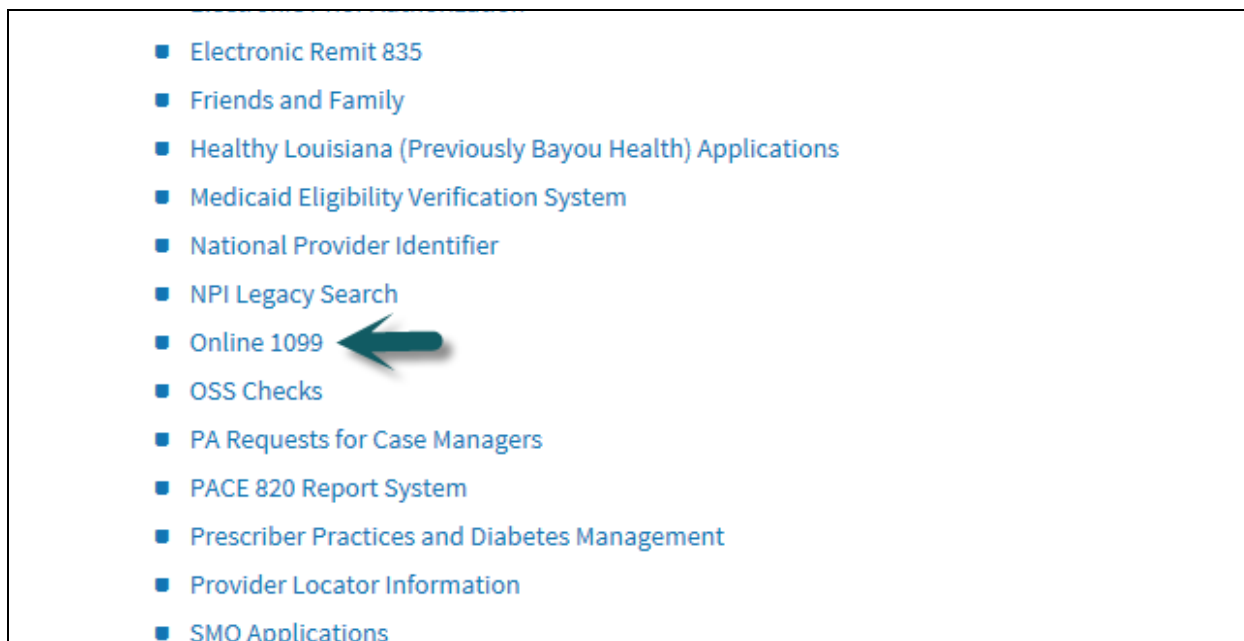 Electronic Remit 835
Friends and Family
Healthy Louisiana (Previously Bayou Health) Applications
Medicaid Eligibility Verification System
National Provider Identifier
NPI Legacy Search
Online 1099
OSS Checks
PA Requests for Case Managers
PACE 820 Report System
Prescriber Practices and Diabetes Management
Provider Locator Information
SMO Applications